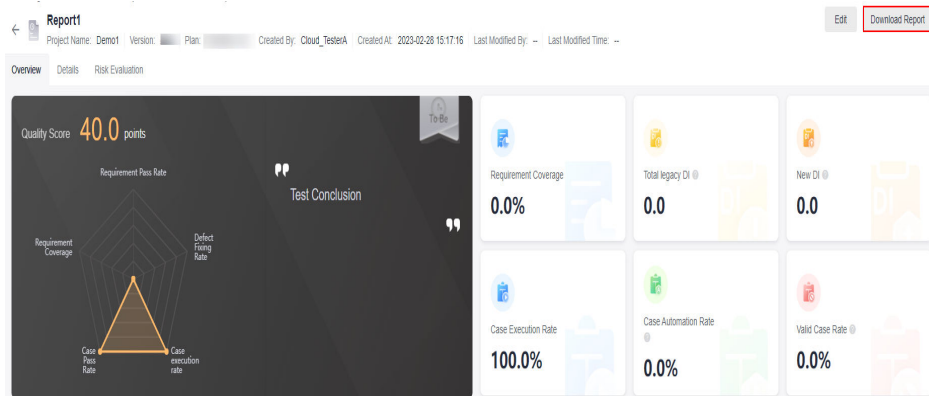 Report1
Project Name: Demo1 Version: Plan: Created By: Cloud_TesterA Created At: 2023-02-28 15:17:16 Last Modified By: -- Last Modified Time: --
Edit
Download Report
Overview Details Risk Evaluation
Quality Score 40.0 points
To Be
Requirement Pass Rate
Requirement
Coverage
Defect
Fixing
Rate
Case
Pass
Rate
Case
execution
rate
Test Conclusion
Requirement Coverage
0.0%
Total legacy DI
0.0
New DI
0.0
Case Execution Rate
100.0%
Case Automation Rate
0.0%
Valid Case Rate
0.0%